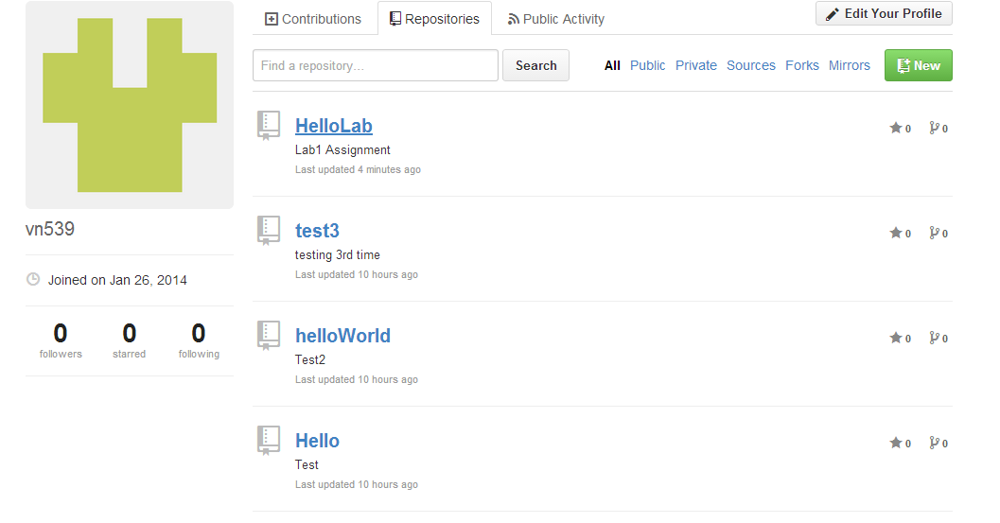 Contributions
Repositories
Public Activity
Edit Your Profile
Find a repository...
Search
All Public Private Sources Forks Mirrors
New
vn539
Joined on Jan 26, 2014
0 0 0
followers starred following
HelloLab
0 0
Lab1 Assignment
Last updated 4 minutes ago
test3
0 0
testing 3rd time
Last updated 10 hours ago
helloWorld
0 0
Test2
Last updated 10 hours ago
Hello
0 0
Test
Last updated 10 hours ago